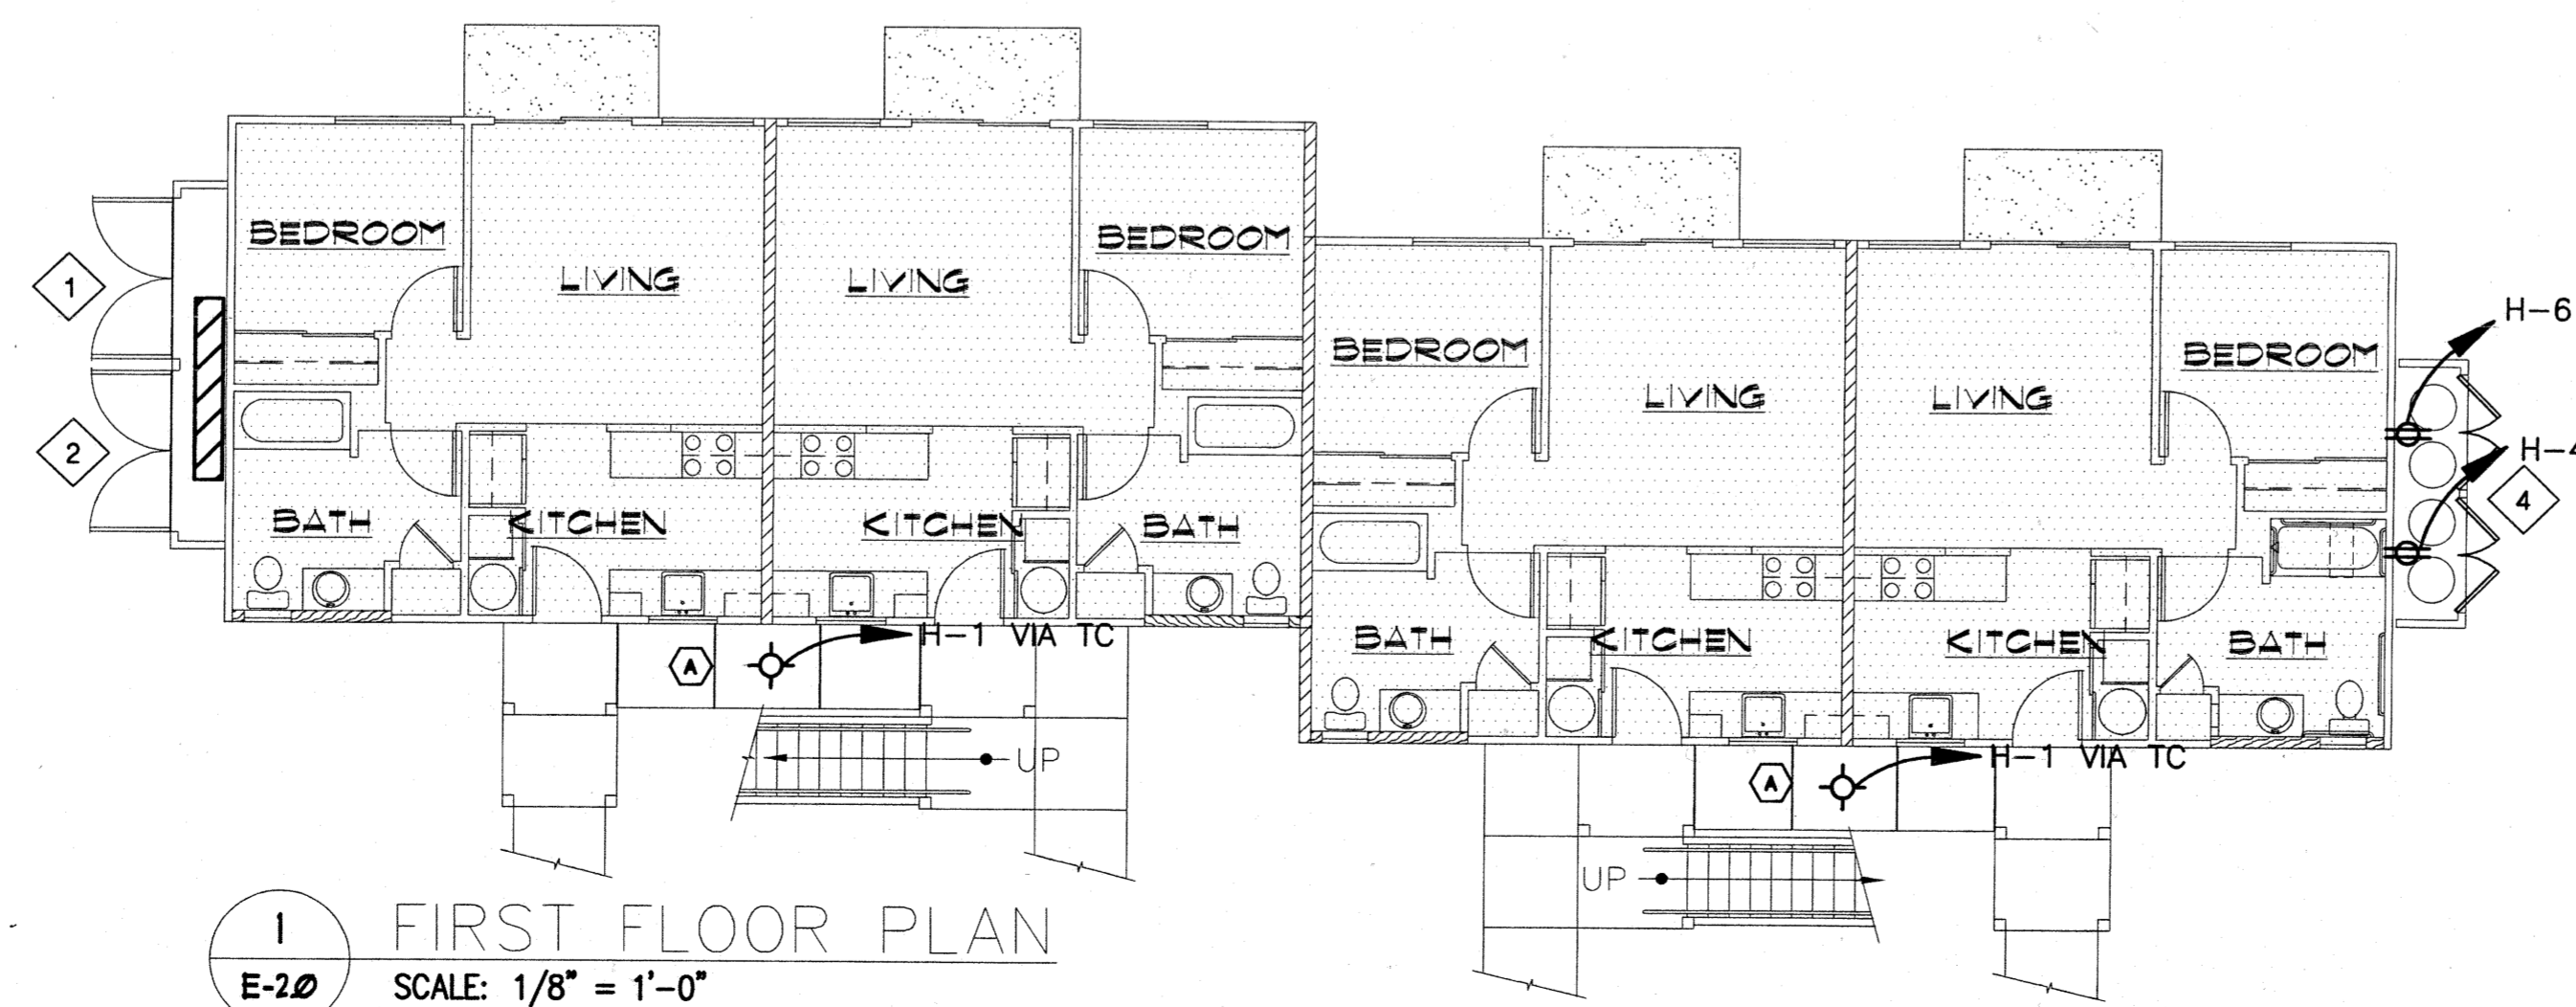 BEDROOM
LIVING
LIVING
BEDROOM
1
2
BEDROOM
LIVING
LIVING
BEDROOM
H-6
H-4
4
BATH
KITCHEN
KITCHEN
BATH
BATH
KITCHEN
KITCHEN
BATH
A
H-1 VIA TC
UP
A
H-1 VIA TC
UP
1
E-20
FIRST FLOOR PLAN
SCALE: 1/8" = 1'-0"